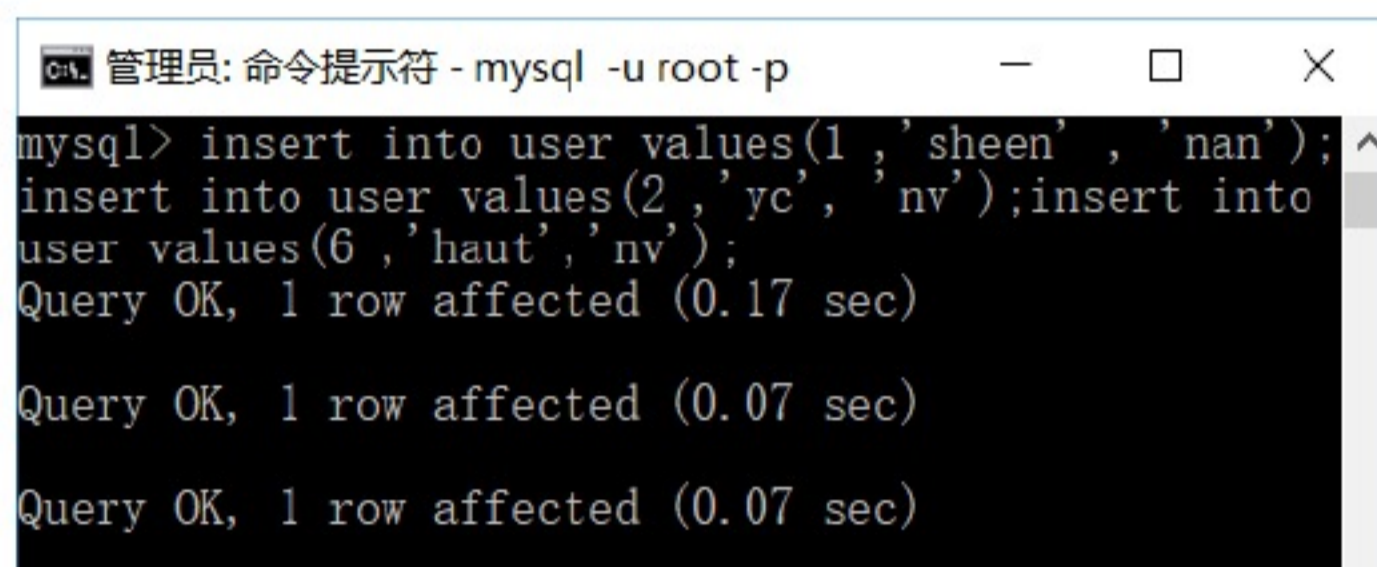 管理员: 命令提示符 - mysql  -u root -p
mysql> insert into user values(1 ,'sheen' , 'nan');
insert into user values(2 ,'yc', 'nv');insert into
user values(6 ,'haut','nv');
Query OK, 1 row affected (0.17 sec)
Query OK, 1 row affected (0.07 sec)
Query OK, 1 row affected (0.07 sec)